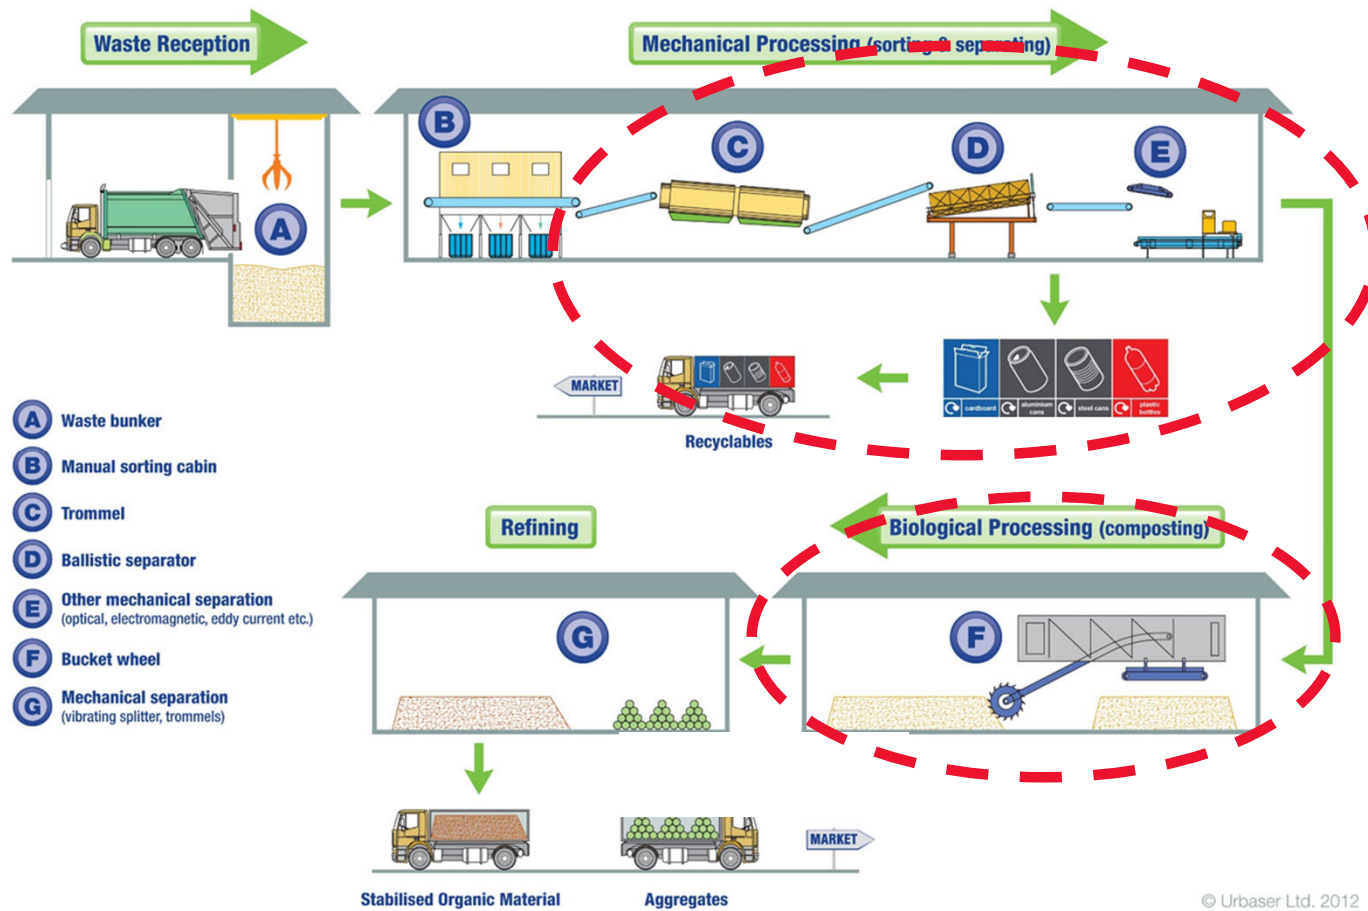 Waste Reception
Mechanical Processing (sorting & separating)
A
B
C
D
E
MARKET
Recyclables
cardboard
aluminium
cans
steel cans
plastic
bottles
A Waste bunker
B Manual sorting cabin
C Trommel
D Ballistic separator
E Other mechanical separation
(optical, electromagnetic, eddy current etc.)
F Bucket wheel
G Mechanical separation
(vibrating splitter, trommels)
Refining
Biological Processing (composting)
G
F
MARKET
Stabilised Organic Material
Aggregates
© Urbaser Ltd. 2012